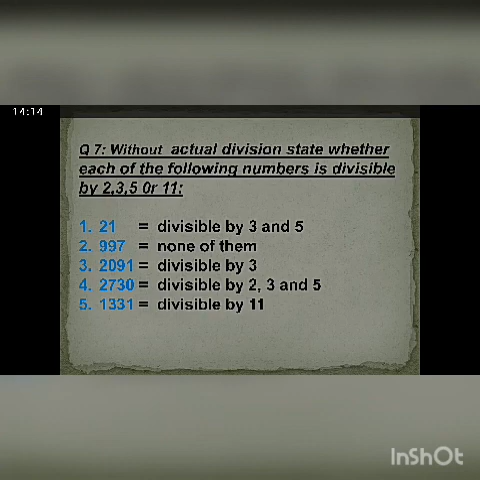 14:14
Q 7: Without actual division state whether
each of the following numbers is divisible
by 2,3,5 0r 11:
1. 21 = divisible by 3 and 5
2. 997 = none of them
3. 2091 = divisible by 3
4. 2730 = divisible by 2, 3 and 5
5. 1331 = divisible by 11
InShOt